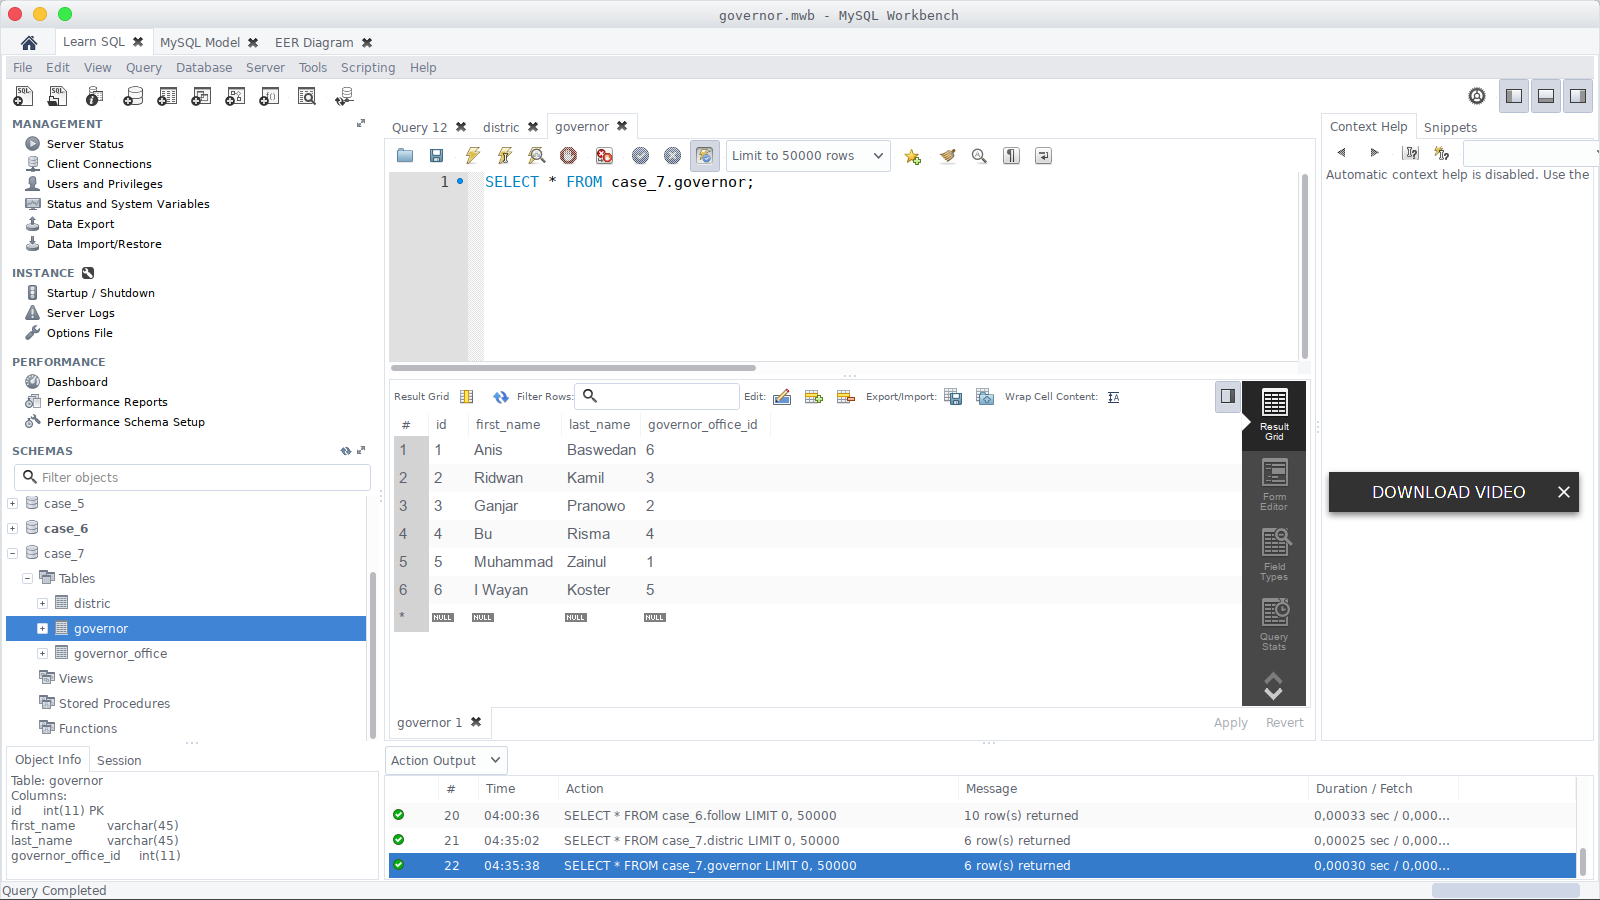 governor.mwb - MySQL Workbench
Learn SQL MySQL Model EER Diagram
File Edit View Query Database Server Tools Scripting Help
MANAGEMENT
Server Status
Client Connections
Users and Privileges
Status and System Variables
Data Export
Data Import/Restore
INSTANCE
Startup / Shutdown
Server Logs
Options File
PERFORMANCE
Dashboard
Performance Reports
Performance Schema Setup
SCHEMAS
Filter objects
case_5
case_6
case_7
Tables
distric
governor
governor_office
Views
Stored Procedures
Functions
Object Info Session
Table: governor
Columns:
id int(11) PK
first_name varchar(45)
last_name varchar(45)
governor_office_id int(11)
Query Completed
Query 12 distric governor
Limit to 50000 rows
1 SELECT * FROM case_7.governor;
Result Grid Filter Rows: Edit: Export/Import: Wrap Cell Content:
# id first_name last_name governor_office_id
1 1 Anis Baswedan 6
2 2 Ridwan Kamil 3
3 3 Ganjar Pranowo 2
4 4 Bu Risma 4
5 5 Muhammad Zainul 1
6 6 I Wayan Koster 5
* NULL NULL NULL NULL
Result
Grid
Form
Editor
Field
Types
Query
Stats
governor 1 Apply Revert
Action Output
# Time Action Message Duration / Fetch
20 04:00:36 SELECT * FROM case_6.follow LIMIT 0, 50000 10 row(s) returned 0,00033 sec / 0,000...
21 04:35:02 SELECT * FROM case_7.distric LIMIT 0, 50000 6 row(s) returned 0,00025 sec / 0,000...
22 04:35:38 SELECT * FROM case_7.governor LIMIT 0, 50000 6 row(s) returned 0,00030 sec / 0,000...
Context Help Snippets
Automatic context help is disabled. Use the
DOWNLOAD VIDEO